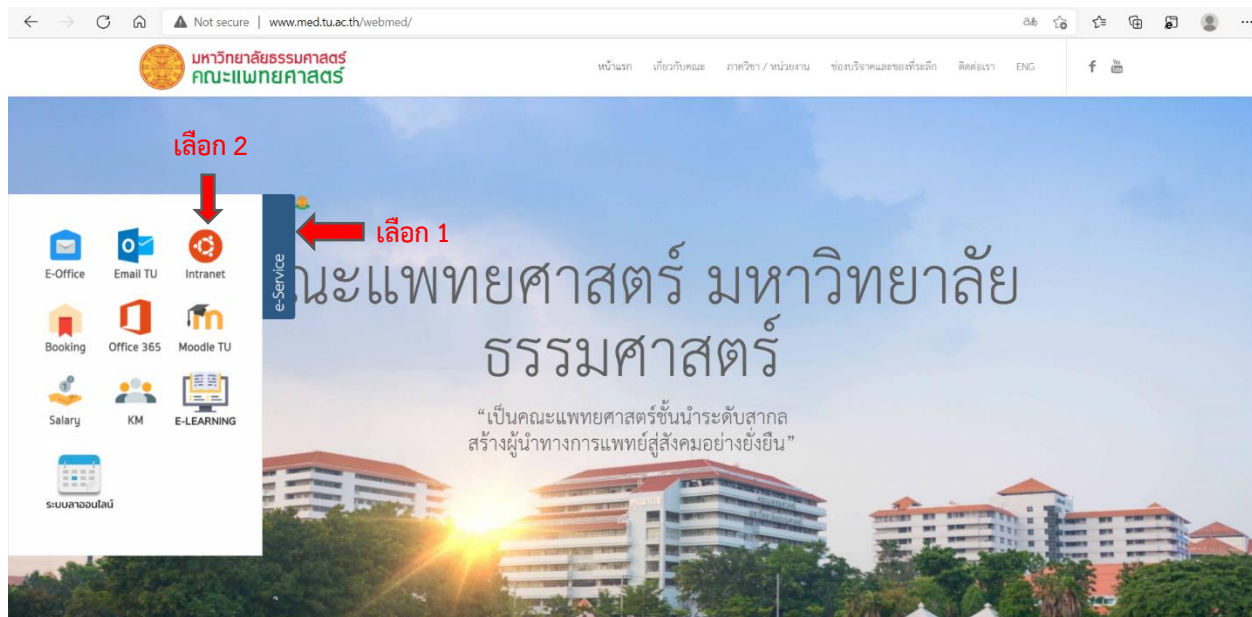 Not secure | www.med.tu.ac.th/webmed/
มหาวิทยาลัยธรรมศาสตร์
คณะแพทยศาสตร์
หน้าแรก เกี่ยวกับคณะ ภาควิชา / หน่วยงาน ช่องบริจาคและของที่ระลึก ติดต่อเรา ENG
เลือก 2
เลือก 1
E-Office Email TU Intranet
e-Service
Booking Office 365 Moodle TU
Salary KM E-LEARNING
ระบบลาออนไลน์
ณะแพทยศาสตร์ มหาวิทยาลัย
ธรรมศาสตร์
“เป็นคณะแพทยศาสตร์ชั้นนำระดับสากล
สร้างผู้นำทางการแพทย์สู่สังคมอย่างยั่งยืน”